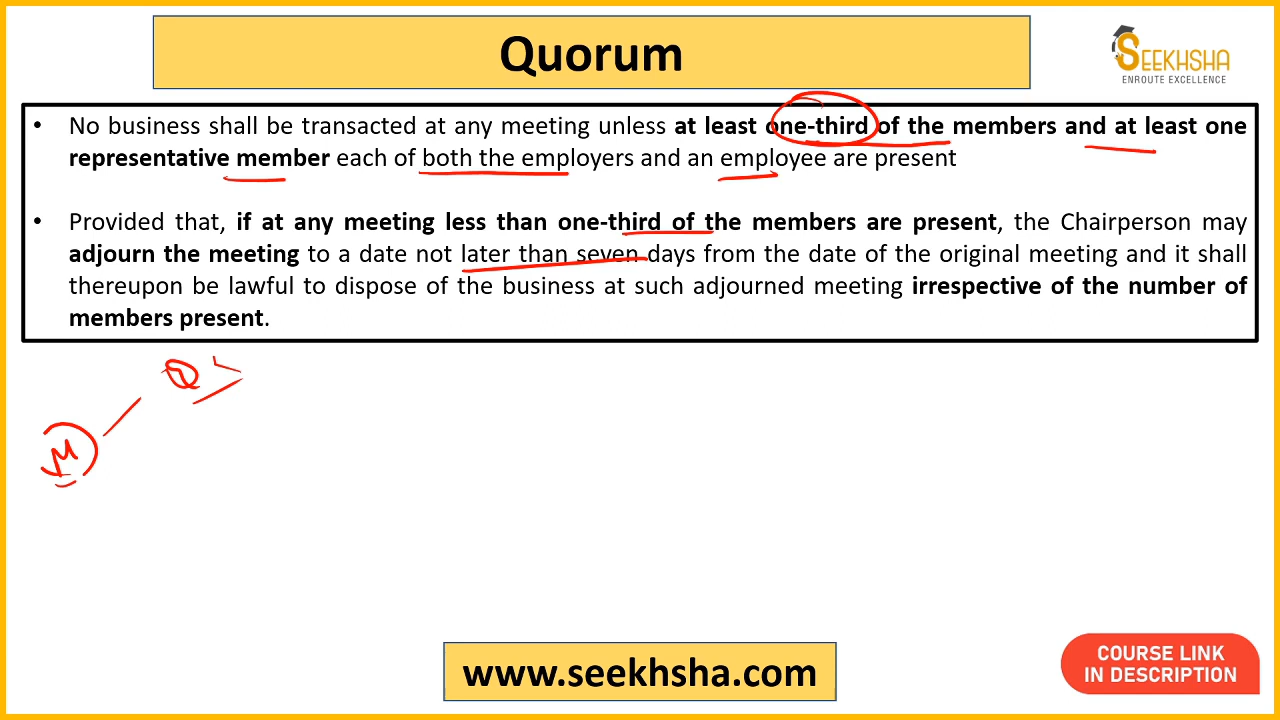 Quorum
SEEKHSHA
ENROUTE EXCELLENCE
• No business shall be transacted at any meeting unless at least one-third of the members and at least one
representative member each of both the employers and an employee are present
• Provided that, if at any meeting less than one-third of the members are present, the Chairperson may
adjourn the meeting to a date not later than seven days from the date of the original meeting and it shall
thereupon be lawful to dispose of the business at such adjourned meeting irrespective of the number of
members present.
Q
M
www.seekhsha.com
COURSE LINK
IN DESCRIPTION